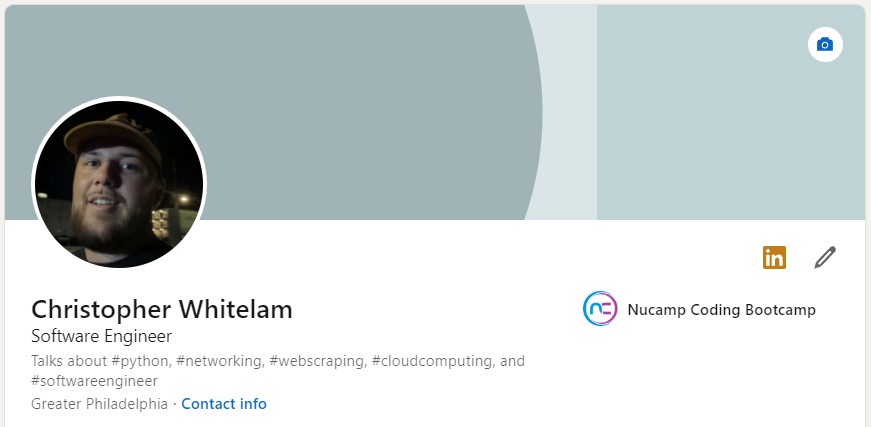 in
Christopher Whitelam
nc Nucamp Coding Bootcamp
Software Engineer
Talks about #python, #networking, #webscraping, #cloudcomputing, and
#softwareengineer
Greater Philadelphia · Contact info